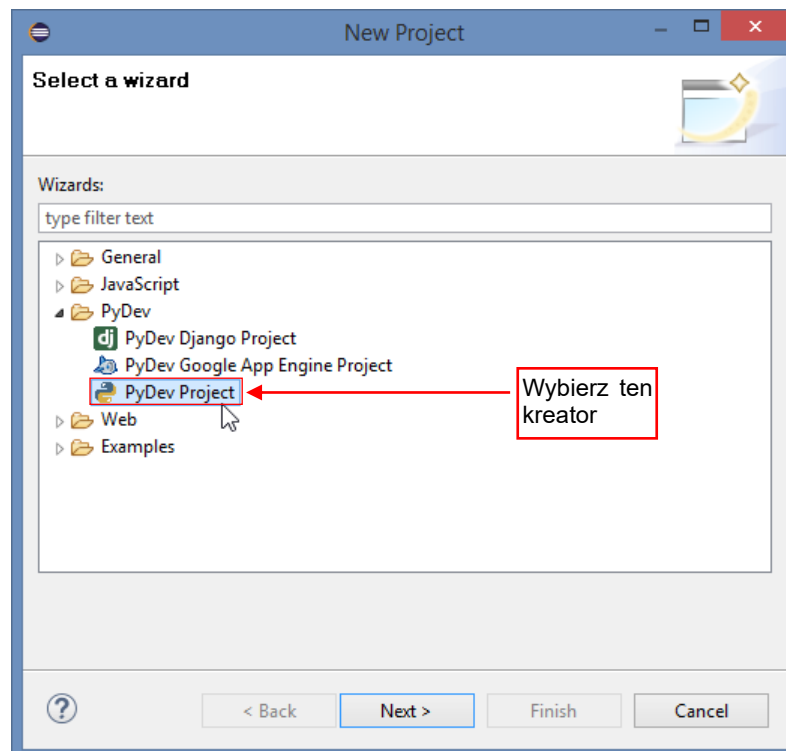 New Project
Select a wizard
Wizards:
type filter text
General
JavaScript
PyDev
dj PyDev Django Project
PyDev Google App Engine Project
PyDev Project
Wybierz ten
kreator
Web
Examples
? < Back Next > Finish Cancel